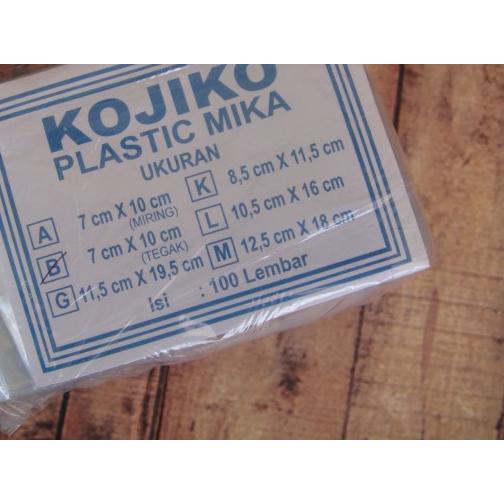 KOJIKO
PLASTIC MIKA
UKURAN
A 7 cm X 10 cm
(MIRING)
B 7 cm X 10 cm
(TEGAK)
G 11,5 cm X 19,5 cm
K 8,5 cm X 11,5 cm
L 10,5 cm X 16 cm
M 12,5 cm X 18 cm
Isi : 100 Lembar